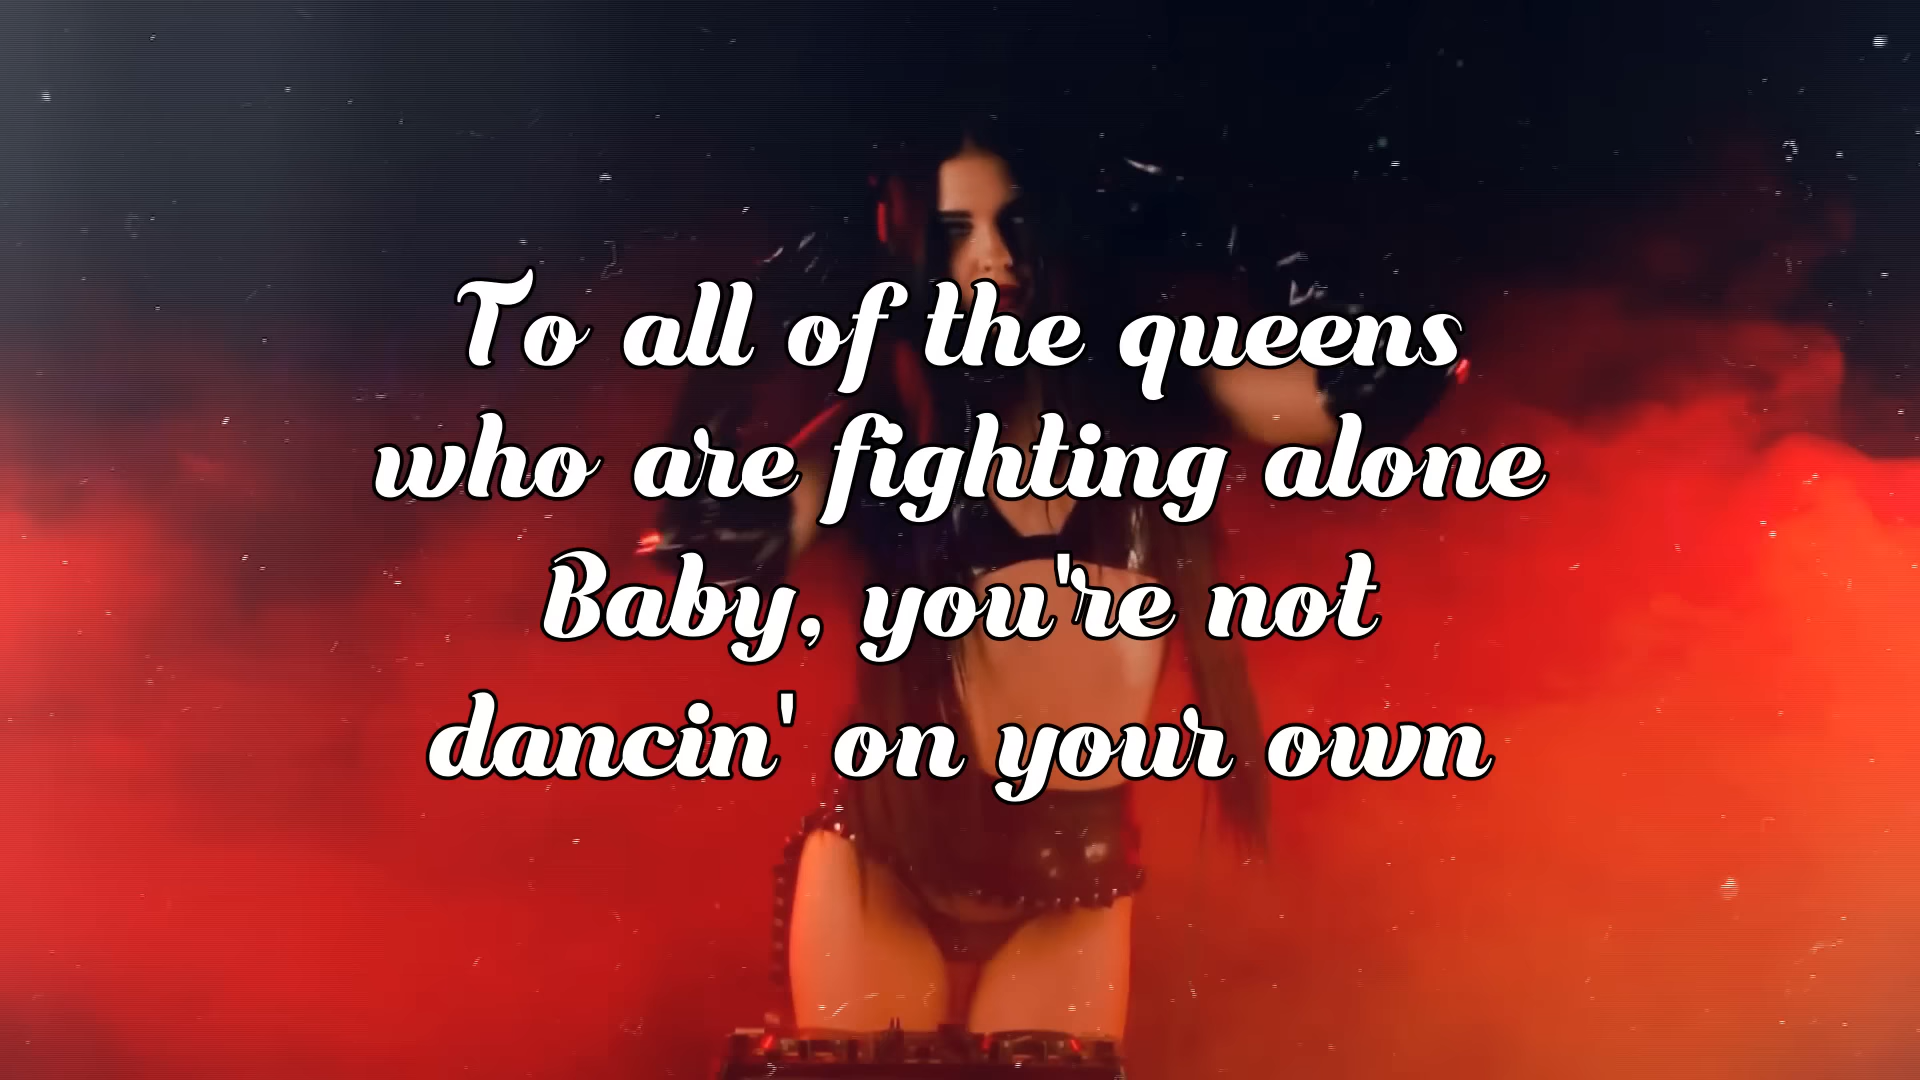 To all of the queens
who are fighting alone
Baby, you're not
dancin' on your own